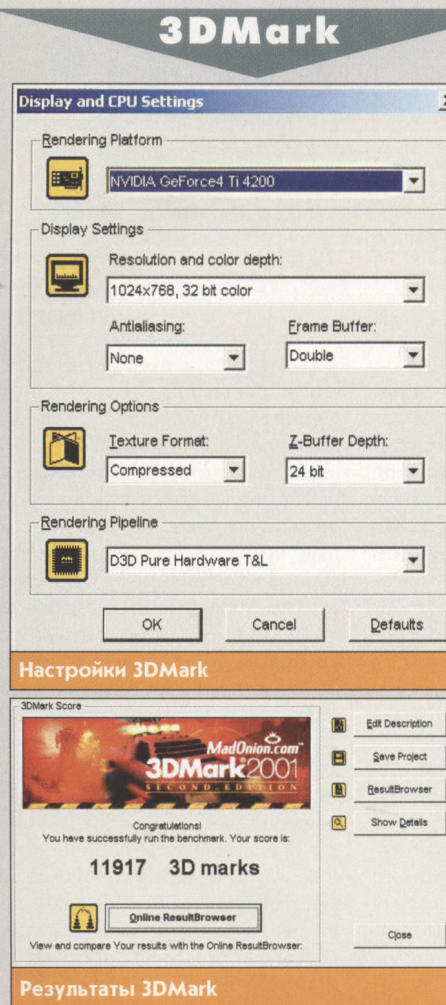 3DMark
Display and CPU Settings
Rendering Platform
NVIDIA GeForce4 Ti 4200
Display Settings
Resolution and color depth:
1024x768, 32 bit color
Antialiasing:
Frame Buffer:
None
Double
Rendering Options
Texture Format:
Z-Buffer Depth:
Compressed
24 bit
Rendering Pipeline
D3D Pure Hardware T&L
OK
Cancel
Defaults
Настройки 3DMark
3DMark Score
MadOnion.com™
3DMark®2001
SECOND EDITION
Congratulations!
You have successfully run the benchmark. Your score is:
11917 3D marks
Online ResultBrowser
View and compare Your results with the Online ResultBrowser:
Edit Description
Save Project
ResultBrowser
Show Details
Close
Результаты 3DMark